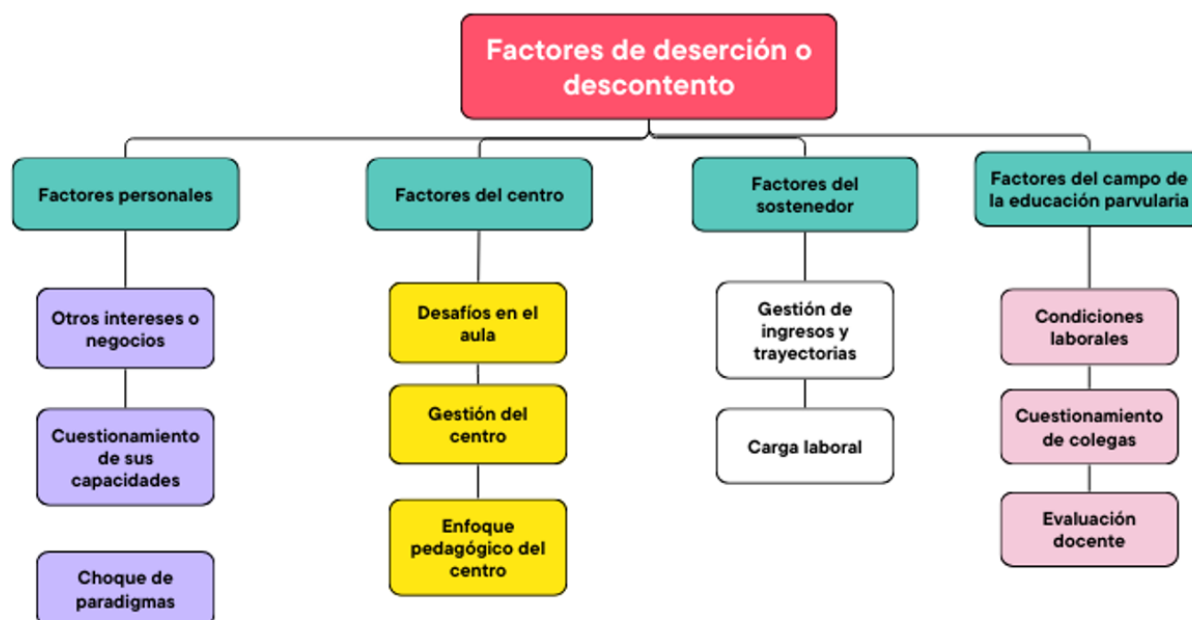 Factores de deserción o
descontento
Factores personales
Factores del centro
Factores del
sostenedor
Factores del campo de
la educación parvularia
Otros intereses o
negocios
Cuestionamiento
de sus
capacidades
Choque de
paradigmas
Desafíos en el
aula
Gestión del
centro
Enfoque
pedagógico del
centro
Gestión de
ingresos y
trayectorias
Carga laboral
Condiciones
laborales
Cuestionamiento
de colegas
Evaluación
docente